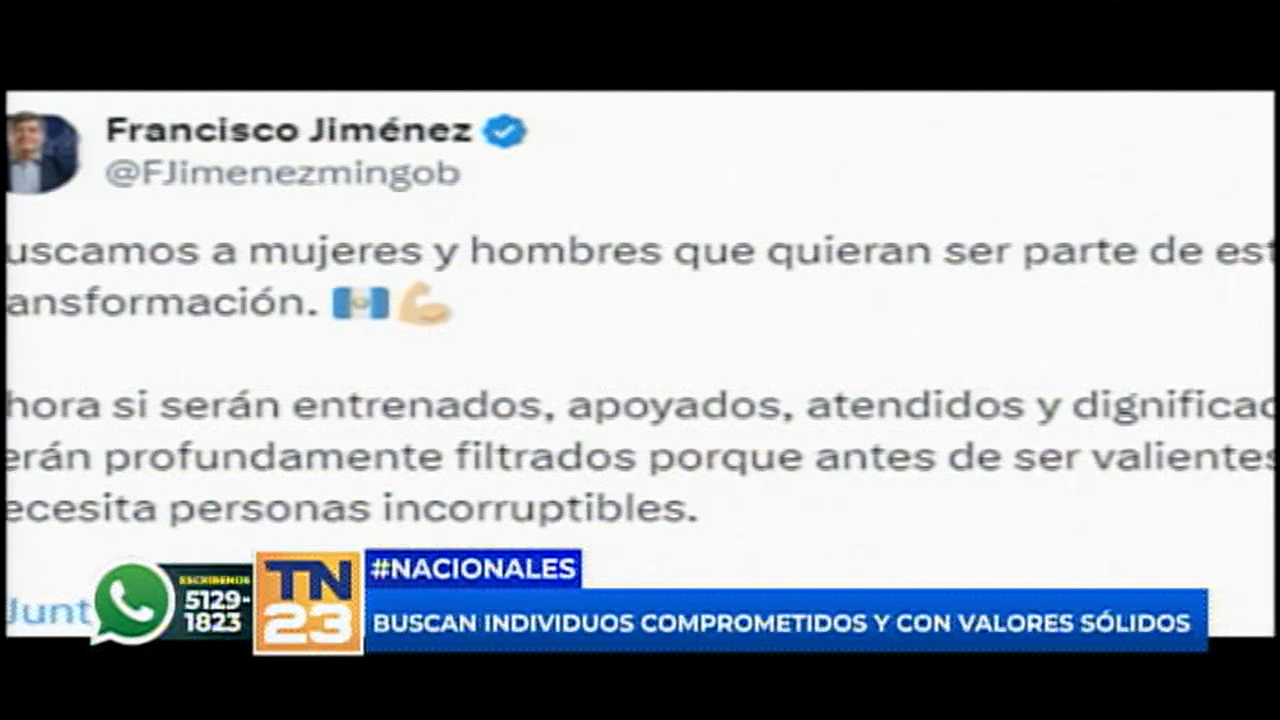 Francisco Jiménez
@FJimenezmingob
uscamos a mujeres y hombres que quieran ser parte de est
ansformación.
hora si serán entrenados, apoyados, atendidos y dignificad
erán profundamente filtrados porque antes de ser valientes
ecesita personas incorruptibles.
Junt
ESCRIBENOS
5129-
1823
TN
23
#NACIONALES
BUSCAN INDIVIDUOS COMPROMETIDOS Y CON VALORES SÓLIDOS